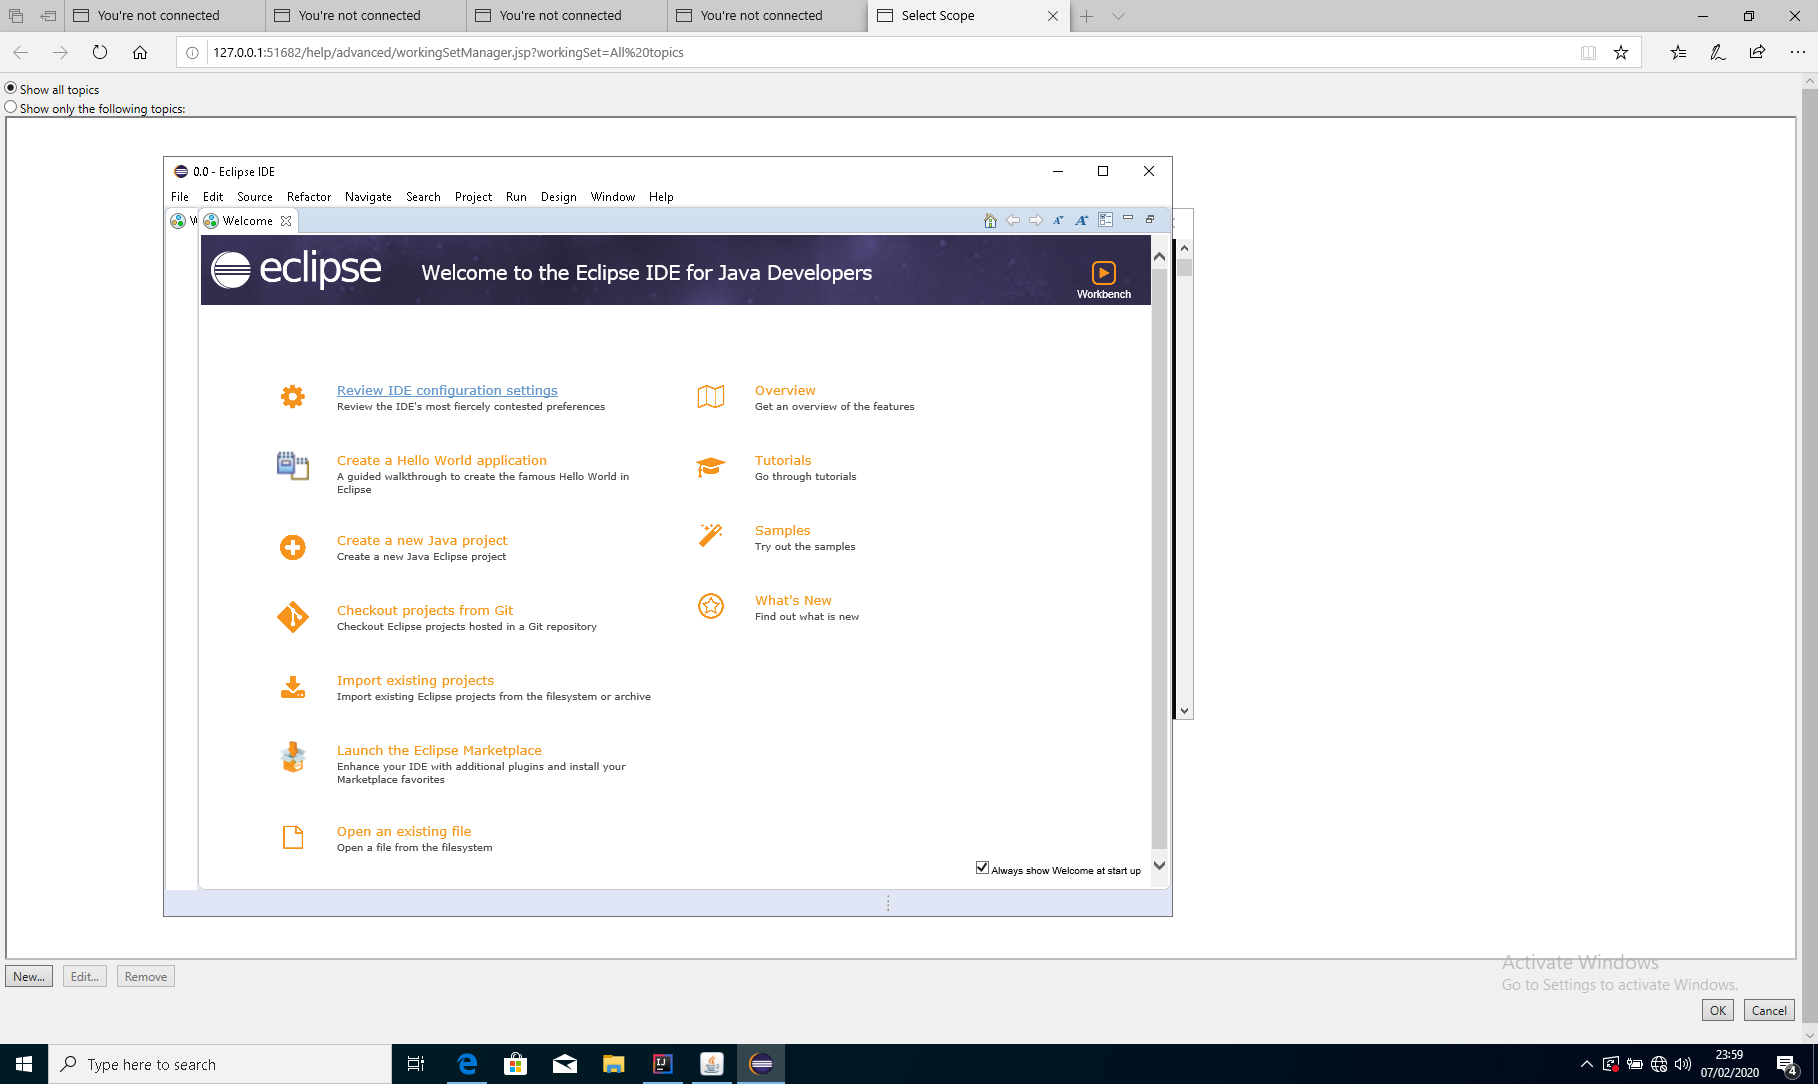 You're not connected
You're not connected
You're not connected
You're not connected
Select Scope
127.0.0.1:51682/help/advanced/workingSetManager.jsp?workingSet=All%20topics
Show all topics
Show only the following topics:
0.0 - Eclipse IDE
File Edit Source Refactor Navigate Search Project Run Design Window Help
Welcome
eclipse
Welcome to the Eclipse IDE for Java Developers
Workbench
Review IDE configuration settings
Review the IDE's most fiercely contested preferences
Create a Hello World application
A guided walkthrough to create the famous Hello World in
Eclipse
Create a new Java project
Create a new Java Eclipse project
Checkout projects from Git
Checkout Eclipse projects hosted in a Git repository
Import existing projects
Import existing Eclipse projects from the filesystem or archive
Launch the Eclipse Marketplace
Enhance your IDE with additional plugins and install your
Marketplace favorites
Open an existing file
Open a file from the filesystem
Overview
Get an overview of the features
Tutorials
Go through tutorials
Samples
Try out the samples
What's New
Find out what is new
Always show Welcome at start up
New... Edit... Remove
Activate Windows
Go to Settings to activate Windows.
OK Cancel
Type here to search
IJ
23:59
07/02/2020
4